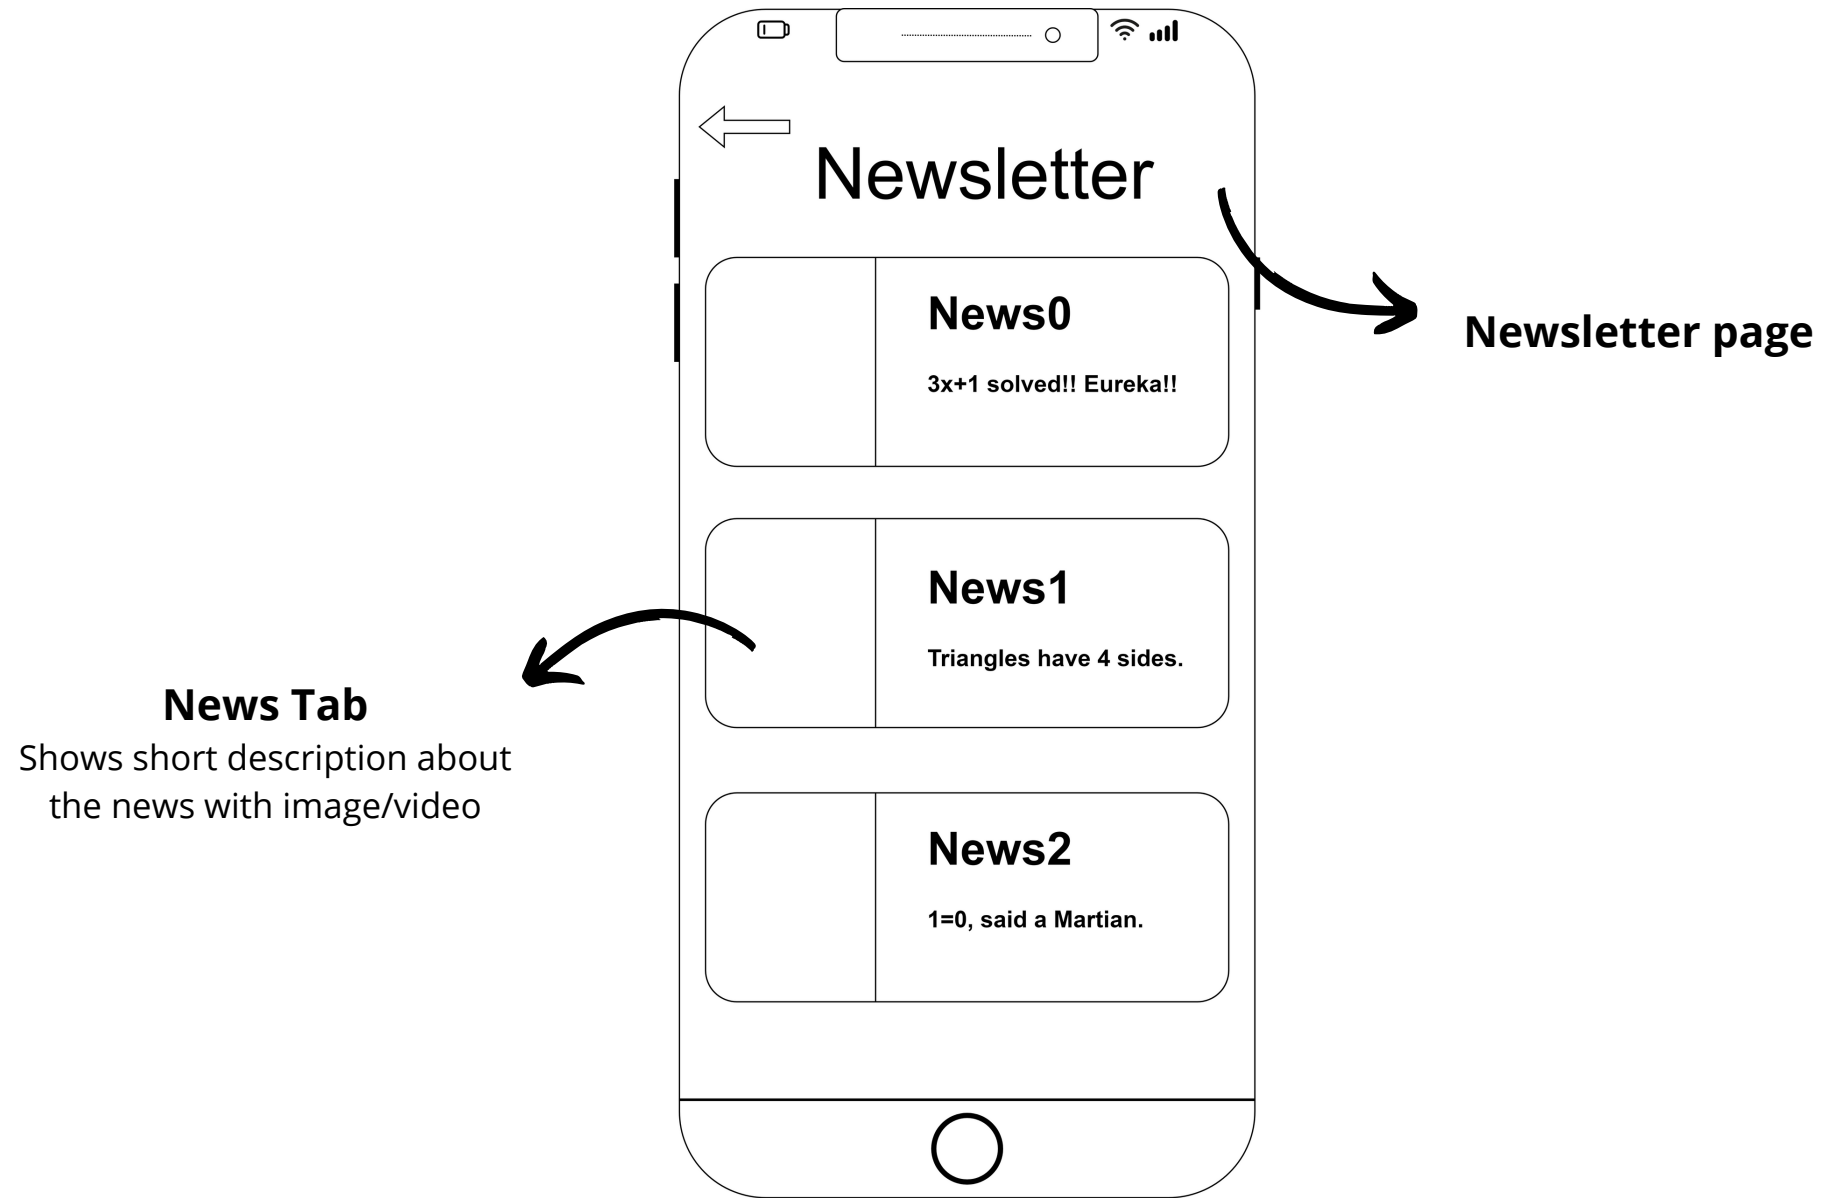 Newsletter
News0
3x+1 solved!! Eureka!!
Newsletter page
News1
Triangles have 4 sides.
News Tab
Shows short description about
the news with image/video
News2
1=0, said a Martian.